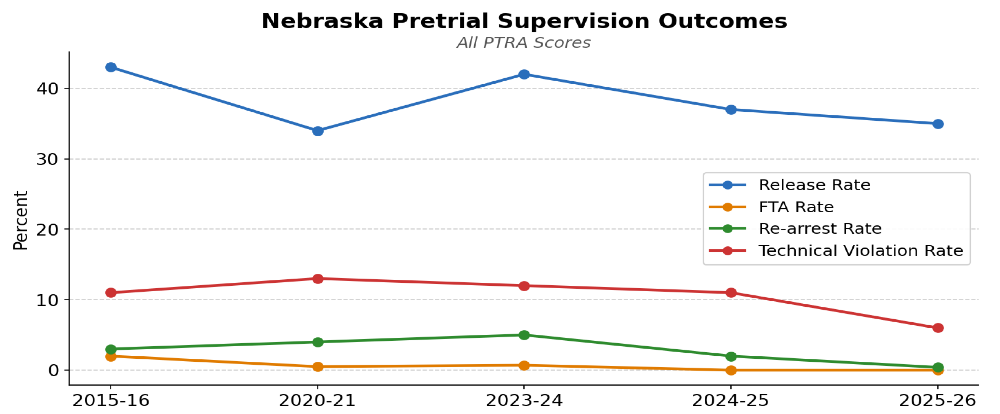 Nebraska Pretrial Supervision Outcomes
All PTRA Scores
Percent
40
30
20
10
0
Release Rate
FTA Rate
Re-arrest Rate
Technical Violation Rate
2015-16 2020-21 2023-24 2024-25 2025-26